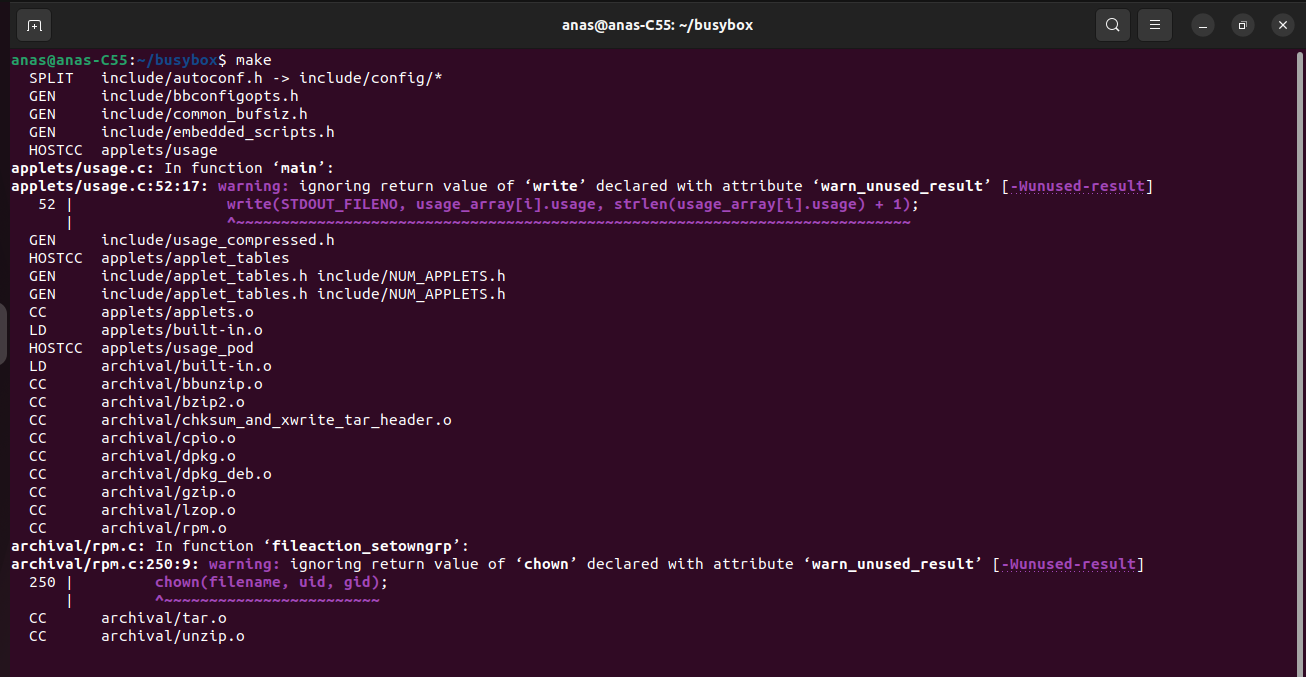 anas@anas-C55: ~/busybox
anas@anas-C55:~/busybox$ make
  SPLIT   include/autoconf.h -> include/config/*
  GEN     include/bbconfigopts.h
  GEN     include/common_bufsiz.h
  GEN     include/embedded_scripts.h
  HOSTCC  applets/usage
applets/usage.c: In function ‘main’:
applets/usage.c:52:17: warning: ignoring return value of ‘write’ declared with attribute ‘warn_unused_result’ [-Wunused-result]
   52 |                 write(STDOUT_FILENO, usage_array[i].usage, strlen(usage_array[i].usage) + 1);
      |                 ^~~~~~~~~~~~~~~~~~~~~~~~~~~~~~~~~~~~~~~~~~~~~~~~~~~~~~~~~~~~~~~~~~~~~~~~~~~~
  GEN     include/usage_compressed.h
  HOSTCC  applets/applet_tables
  GEN     include/applet_tables.h include/NUM_APPLETS.h
  GEN     include/applet_tables.h include/NUM_APPLETS.h
  CC      applets/applets.o
  LD      applets/built-in.o
  HOSTCC  applets/usage_pod
  LD      archival/built-in.o
  CC      archival/bbunzip.o
  CC      archival/bzip2.o
  CC      archival/chksum_and_xwrite_tar_header.o
  CC      archival/cpio.o
  CC      archival/dpkg.o
  CC      archival/dpkg_deb.o
  CC      archival/gzip.o
  CC      archival/lzop.o
  CC      archival/rpm.o
archival/rpm.c: In function ‘fileaction_setowngrp’:
archival/rpm.c:250:9: warning: ignoring return value of ‘chown’ declared with attribute ‘warn_unused_result’ [-Wunused-result]
  250 |         chown(filename, uid, gid);
      |         ^~~~~~~~~~~~~~~~~~~~~~~~~
  CC      archival/tar.o
  CC      archival/unzip.o